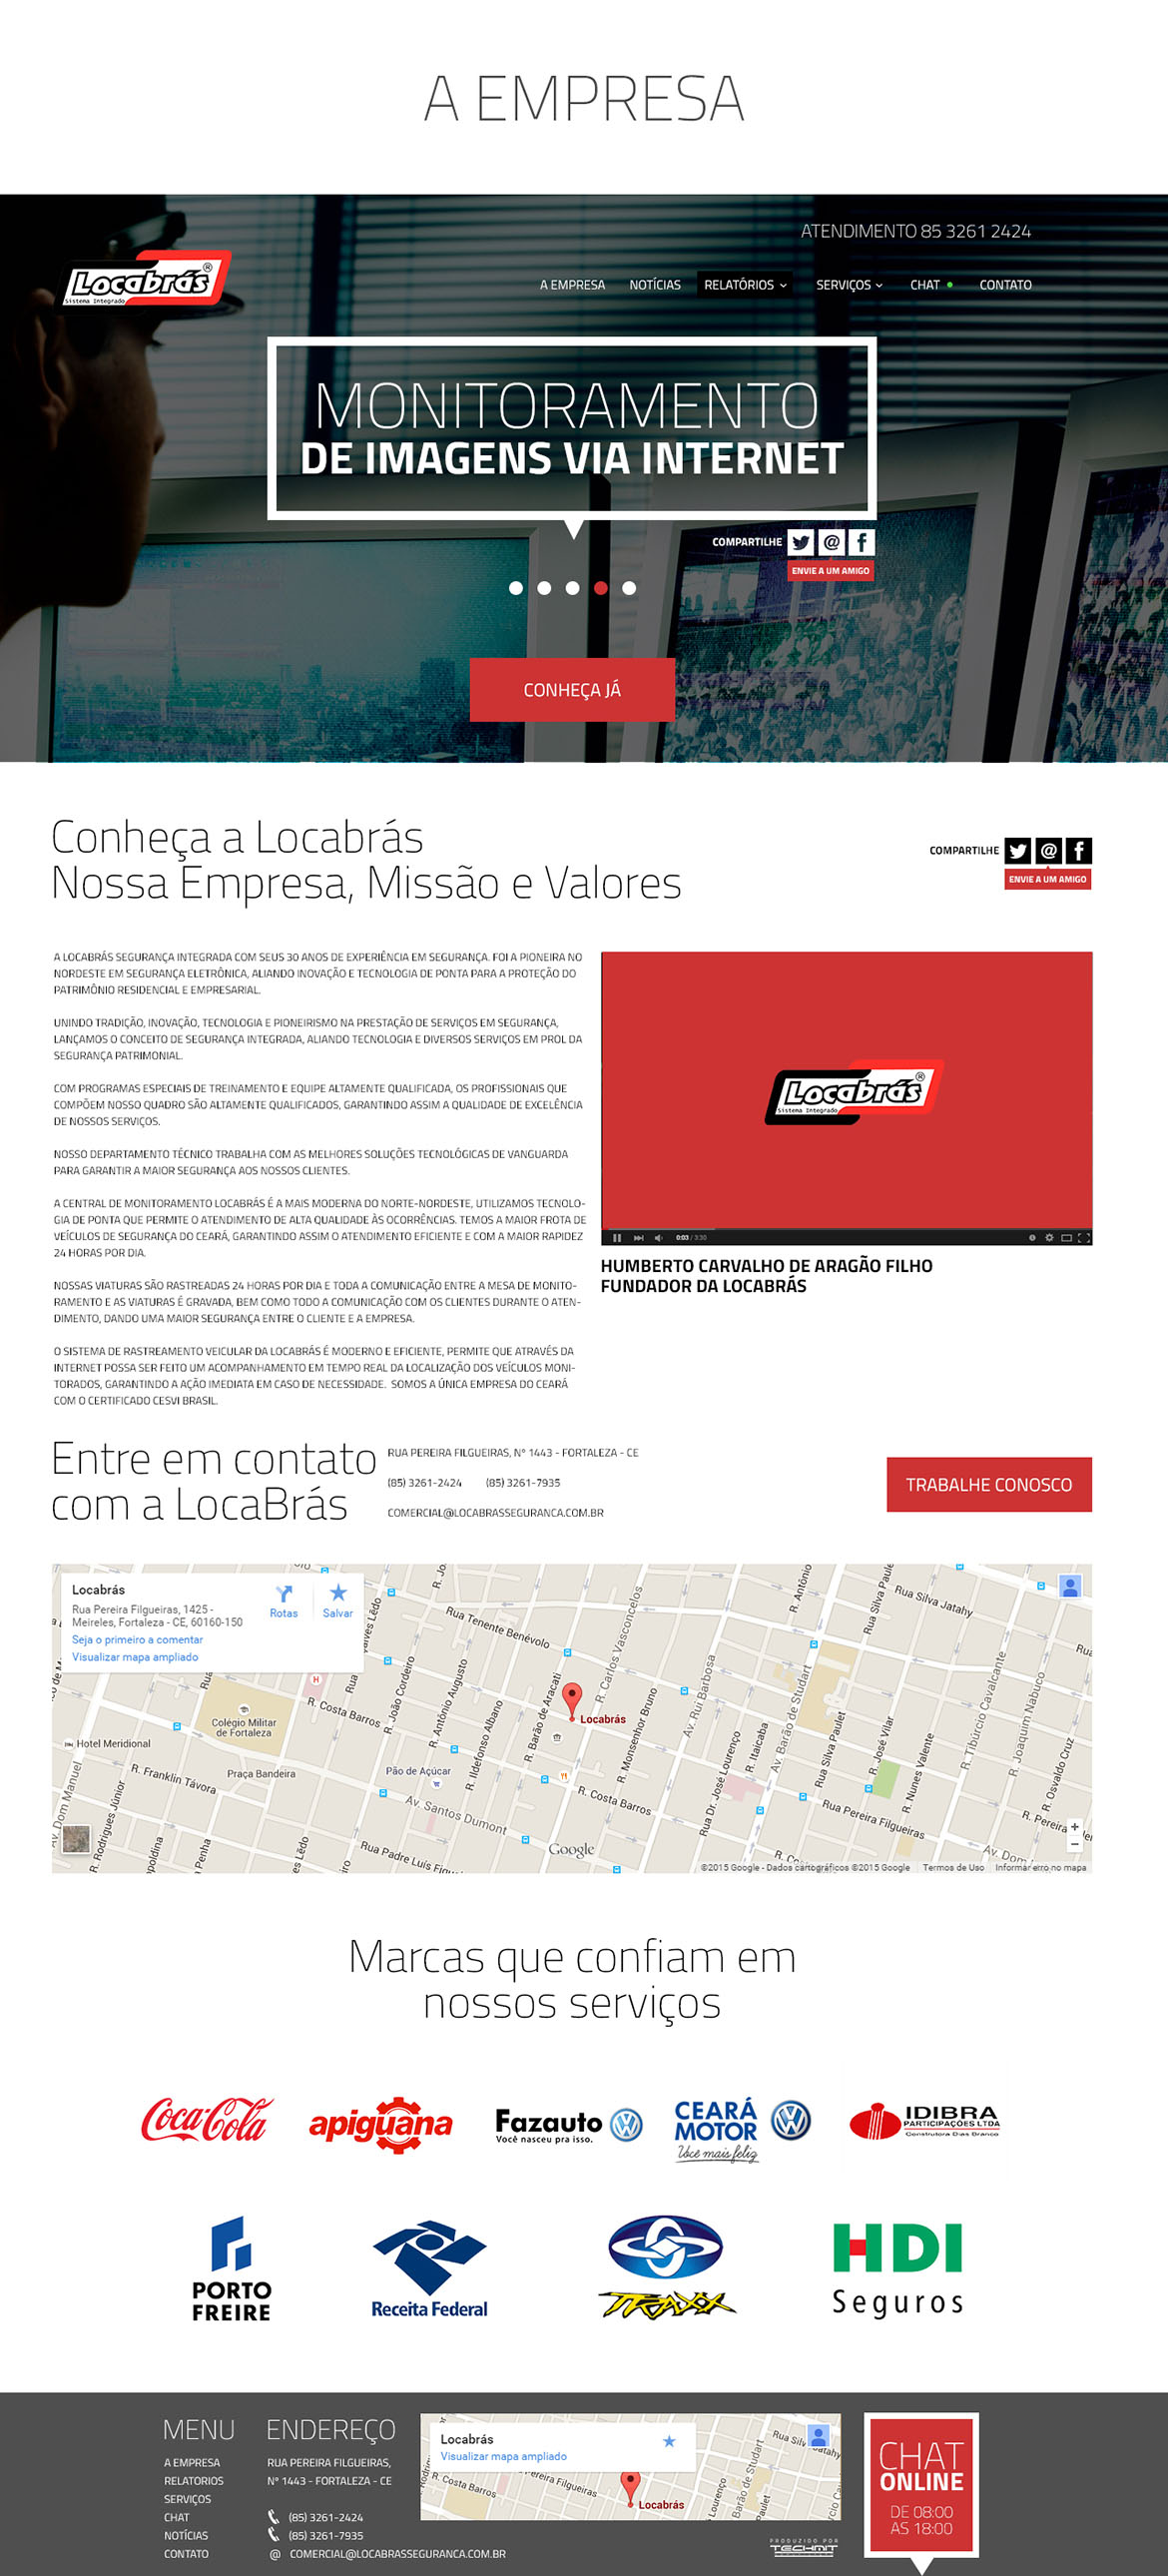 A EMPRESA
ATENDIMENTO 85 3261 2424
Locabrás®
Sistema Integrado
A EMPRESA NOTÍCIAS RELATÓRIOS SERVIÇOS CHAT CONTATO
MONITORAMENTO
DE IMAGENS VIA INTERNET
COMPARTILHE
ENVIE A UM AMIGO
CONHEÇA JÁ
Conheça a Locabrás
Nossa Empresa, Missão e Valores
COMPARTILHE
ENVIE A UM AMIGO
A LOCABRÁS SEGURANÇA INTEGRADA COM SEUS 30 ANOS DE EXPERIÊNCIA EM SEGURANÇA. FOI A PIONEIRA NO
NORDESTE EM SEGURANÇA ELETRÔNICA, ALIANDO INOVAÇÃO E TECNOLOGIA DE PONTA PARA A PROTEÇÃO DO
PATRIMÔNIO RESIDENCIAL E EMPRESARIAL.
UNINDO TRADIÇÃO, INOVAÇÃO, TECNOLOGIA E PIONEIRISMO NA PRESTAÇÃO DE SERVIÇOS EM SEGURANÇA,
LANÇAMOS O CONCEITO DE SEGURANÇA INTEGRADA, ALIANDO TECNOLOGIA E DIVERSOS SERVIÇOS EM PROL DA
SEGURANÇA PATRIMONIAL.
COM PROGRAMAS ESPECIAIS DE TREINAMENTO E EQUIPE ALTAMENTE QUALIFICADA, OS PROFISSIONAIS QUE
COMPÕEM NOSSO QUADRO SÃO ALTAMENTE QUALIFICADOS, GARANTINDO ASSIM A QUALIDADE DE EXCELÊNCIA
DE NOSSOS SERVIÇOS.
NOSSO DEPARTAMENTO TÉCNICO TRABALHA COM AS MELHORES SOLUÇÕES TECNOLÓGICAS DE VANGUARDA
PARA GARANTIR A MAIOR SEGURANÇA AOS NOSSOS CLIENTES.
A CENTRAL DE MONITORAMENTO LOCABRÁS É A MAIS MODERNA DO NORTE-NORDESTE, UTILIZAMOS TECNOLO-
GIA DE PONTA QUE PERMITE O ATENDIMENTO DE ALTA QUALIDADE ÀS OCORRÊNCIAS. TEMOS A MAIOR FROTA DE
VEÍCULOS DE SEGURANÇA DO CEARÁ, GARANTINDO ASSIM O ATENDIMENTO EFICIENTE E COM A MAIOR RAPIDEZ
24 HORAS POR DIA.
NOSSAS VIATURAS SÃO RASTREADAS 24 HORAS POR DIA E TODA A COMUNICAÇÃO ENTRE A MESA DE MONITO-
RAMENTO E AS VIATURAS É GRAVADA, BEM COMO TODO A COMUNICAÇÃO COM OS CLIENTES DURANTE O ATEN-
DIMENTO, DANDO UMA MAIOR SEGURANÇA ENTRE O CLIENTE E A EMPRESA.
O SISTEMA DE RASTREAMENTO VEICULAR DA LOCABRÁS É MODERNO E EFICIENTE, PERMITE QUE ATRAVÉS DA
INTERNET POSSA SER FEITO UM ACOMPANHAMENTO EM TEMPO REAL DA LOCALIZAÇÃO DOS VEÍCULOS MONI-
TORADOS, GARANTINDO A AÇÃO IMEDIATA EM CASO DE NECESSIDADE. SOMOS A ÚNICA EMPRESA DO CEARÁ
COM O CERTIFICADO CESVI BRASIL.
Locabrás®
Sistema Integrado
0:03 / 3:30
HUMBERTO CARVALHO DE ARAGÃO FILHO
FUNDADOR DA LOCABRÁS
Entre em contato
com a LocaBrás
RUA PEREIRA FILGUEIRAS, Nº 1443 - FORTALEZA - CE
(85) 3261-2424 (85) 3261-7935
COMERCIAL@LOCABRASSEGURANCA.COM.BR
TRABALHE CONOSCO
Locabrás
Rua Pereira Filgueiras, 1425 -
Meireles, Fortaleza - CE, 60160-150
Seja o primeiro a comentar
Visualizar mapa ampliado
Rotas
Salvar
Rua Tenente Benévolo
R. Carlos Vasconcelos
R. Antônio
Rua Silva Paulet
Rua Silva Jatahy
R. Costa Barros
R. João Cordeiro
R. Antônio Augusto
R. Ildefonso Albano
R. Barão de Aracati
Locabrás
R. Monsenhor Bruno
Av. Rui Barbosa
Av. Barão de Studart
R. Tibúrcio Cavalcante
R. Joaquim Nabuco
Colégio Militar
de Fortaleza
Hotel Meridional
Praça Bandeira
R. Franklin Távora
Pão de Açúcar
Av. Santos Dumont
R. Costa Barros
Rua Dr. José Lourenço
R. Itaicaba
Rua Silva Paulet
R. José Vilar
R. Nunes Valente
R. Osvaldo Cruz
Rua Pereira Filgueiras
Av. Dom Manuel
R. Rodrigues Júnior
Google
©2015 Google - Dados cartográficos ©2015 Google Termos de Uso Informar erro no mapa
Marcas que confiam em
nossos serviços
Coca-Cola
apiguana
Fazauto
Você nasceu pra isso.
CEARÁ
MOTOR
Você mais feliz
IDIBRA
PARTICIPAÇÕES LTDA
Construtora Dias Branco
PORTO
FREIRE
Receita Federal
TRAXX
HDI
Seguros
MENU
A EMPRESA
RELATORIOS
SERVIÇOS
CHAT
NOTÍCIAS
CONTATO
ENDEREÇO
RUA PEREIRA FILGUEIRAS,
Nº 1443 - FORTALEZA - CE
(85) 3261-2424
(85) 3261-7935
@ COMERCIAL@LOCABRASSEGURANCA.COM.BR
Locabrás
Visualizar mapa ampliado
R. Costa Barros
Pereira Filgueiras
Locabrás
Barão de Studart
PRODUZIDO POR
TECHMIT
CHAT
ONLINE
DE 08:00
AS 18:00